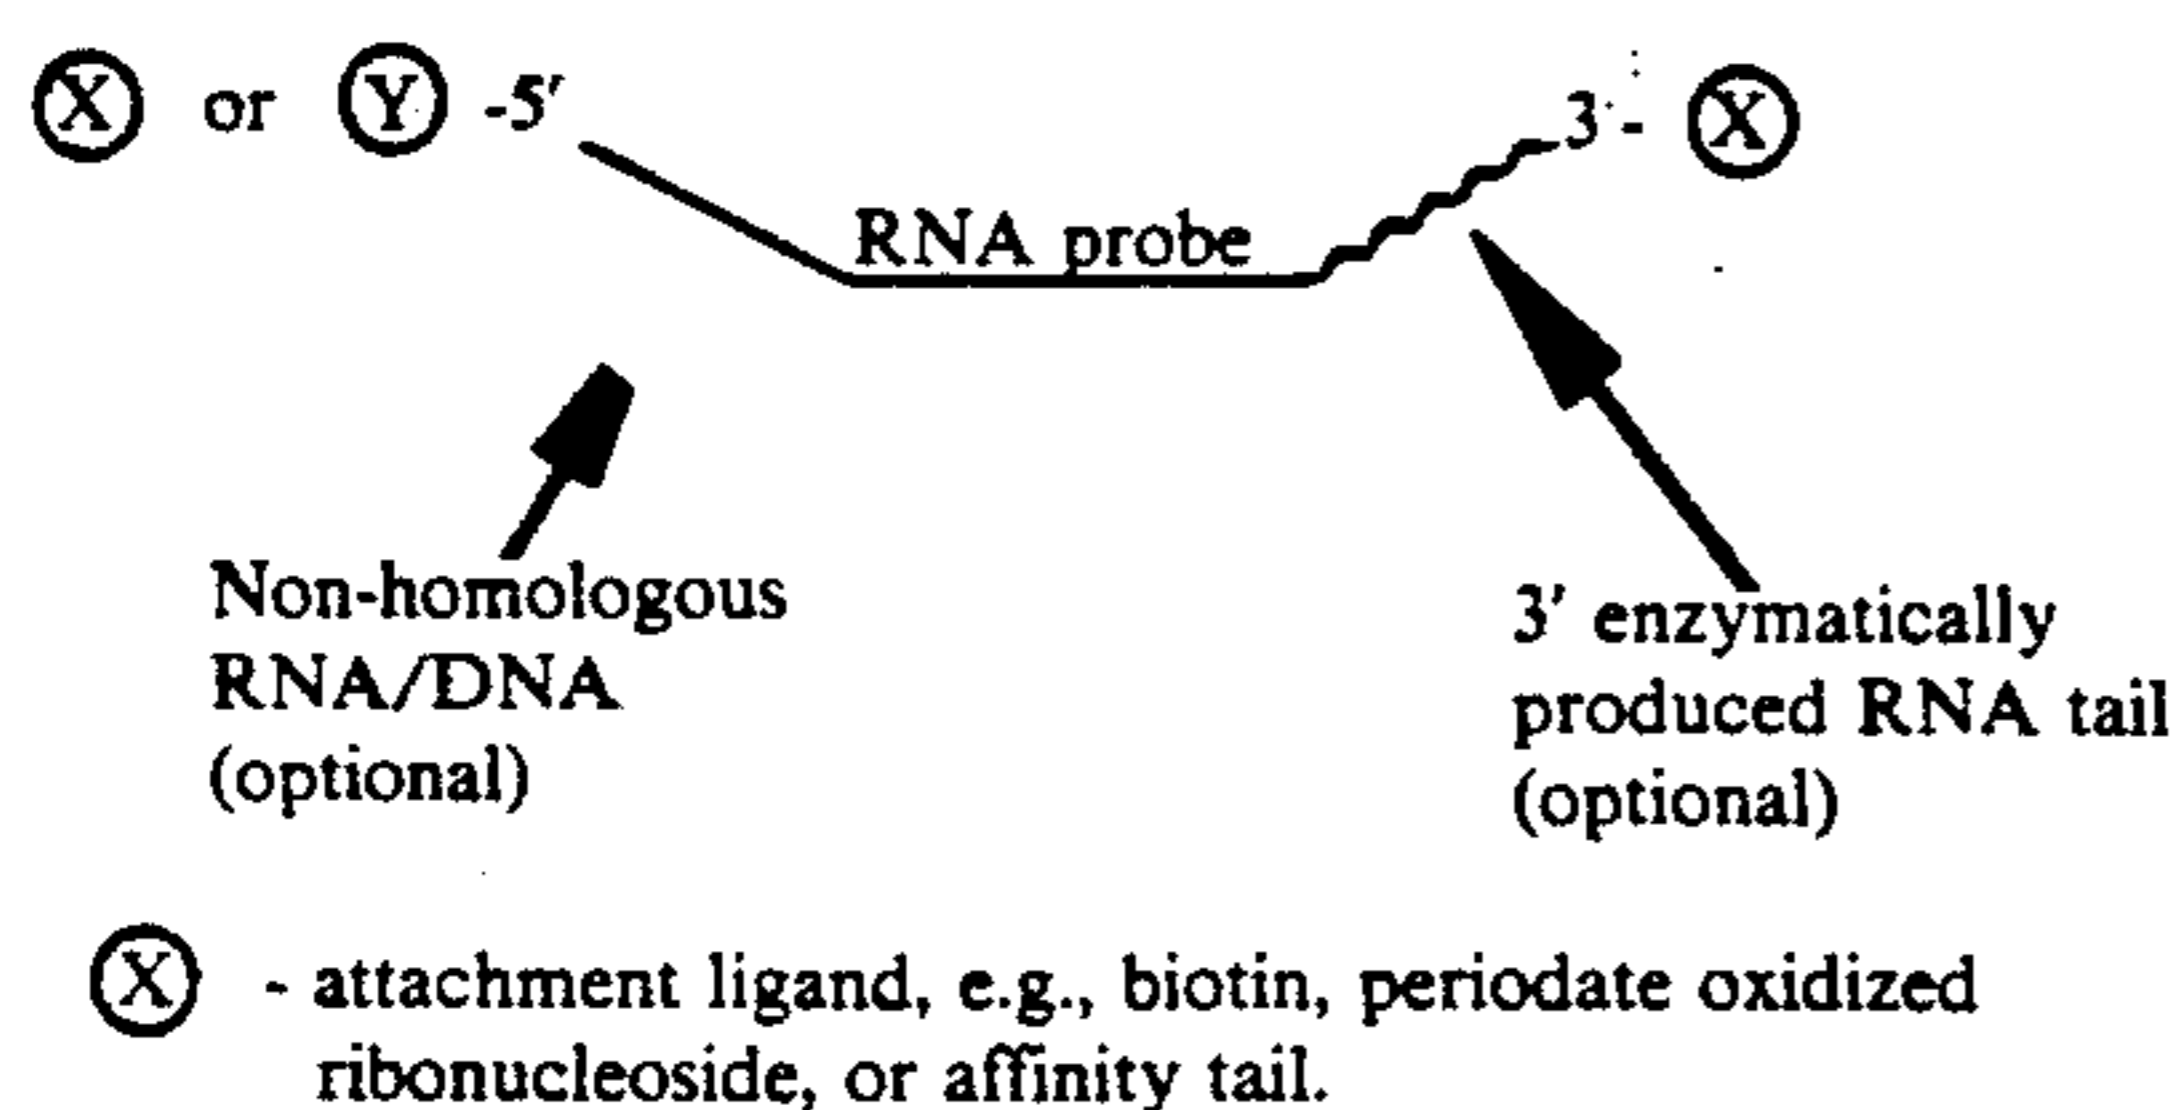 X or Y -5′ 3′- X
RNA probe
Non-homologous
RNA/DNA
(optional)
3′ enzymatically
produced RNA tail
(optional)
X - attachment ligand, e.g., biotin, periodate oxidized
ribonucleoside, or affinity tail.